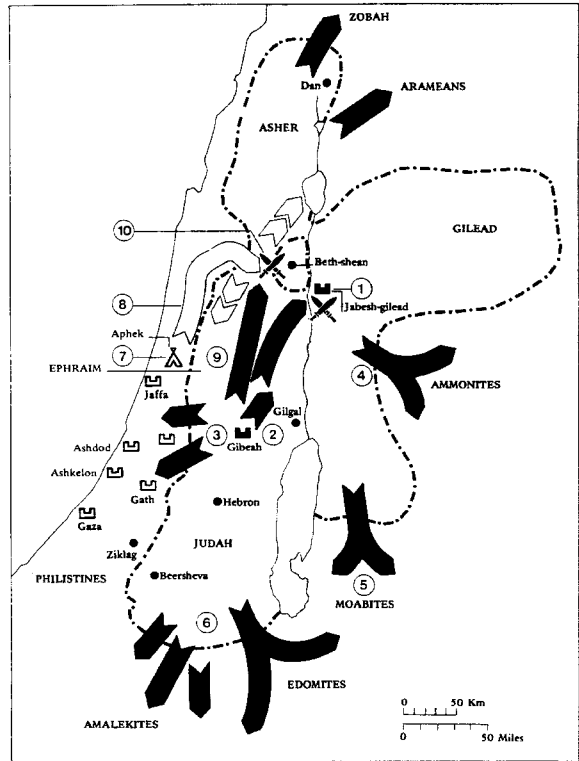 ZOBAH
Dan
ARAMEANS
ASHER
GILEAD
10
Beth-shean
1
Jabesh-gilead
8
Aphek
7
9
EPHRAIM
4
AMMONITES
Jaffa
Gilgal
3
2
Gibeah
Ashdod
Ashkelon
Gath
Hebron
Gaza
JUDAH
Ziklag
PHILISTINES
Beersheva
5
MOABITES
6
EDOMITES
AMALEKITES
0 50 Km
0 50 Miles